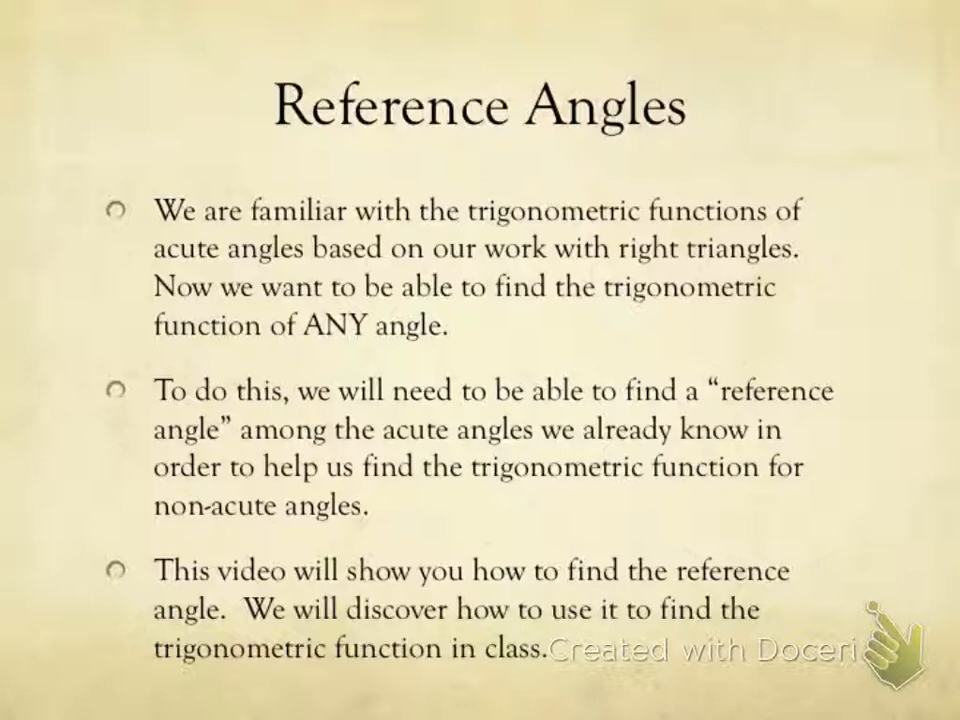 Reference Angles
We are familiar with the trigonometric functions of
acute angles based on our work with right triangles.
Now we want to be able to find the trigonometric
function of ANY angle.
To do this, we will need to be able to find a “reference
angle” among the acute angles we already know in
order to help us find the trigonometric function for
non-acute angles.
This video will show you how to find the reference
angle.  We will discover how to use it to find the
trigonometric function in class.
Created with Doceri